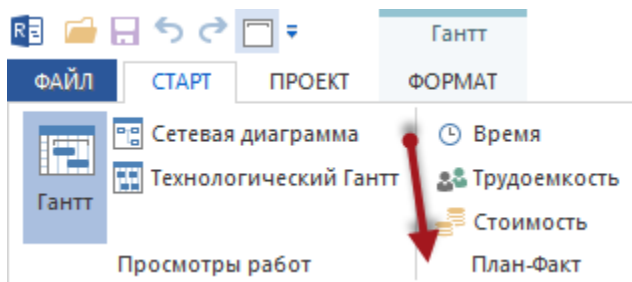 Гантт
ФАЙЛ СТАРТ ПРОЕКТ ФОРМАТ
Сетевая диаграмма Время
Технологический Гантт Трудоемкость
Гантт Стоимость
Просмотры работ План-Факт